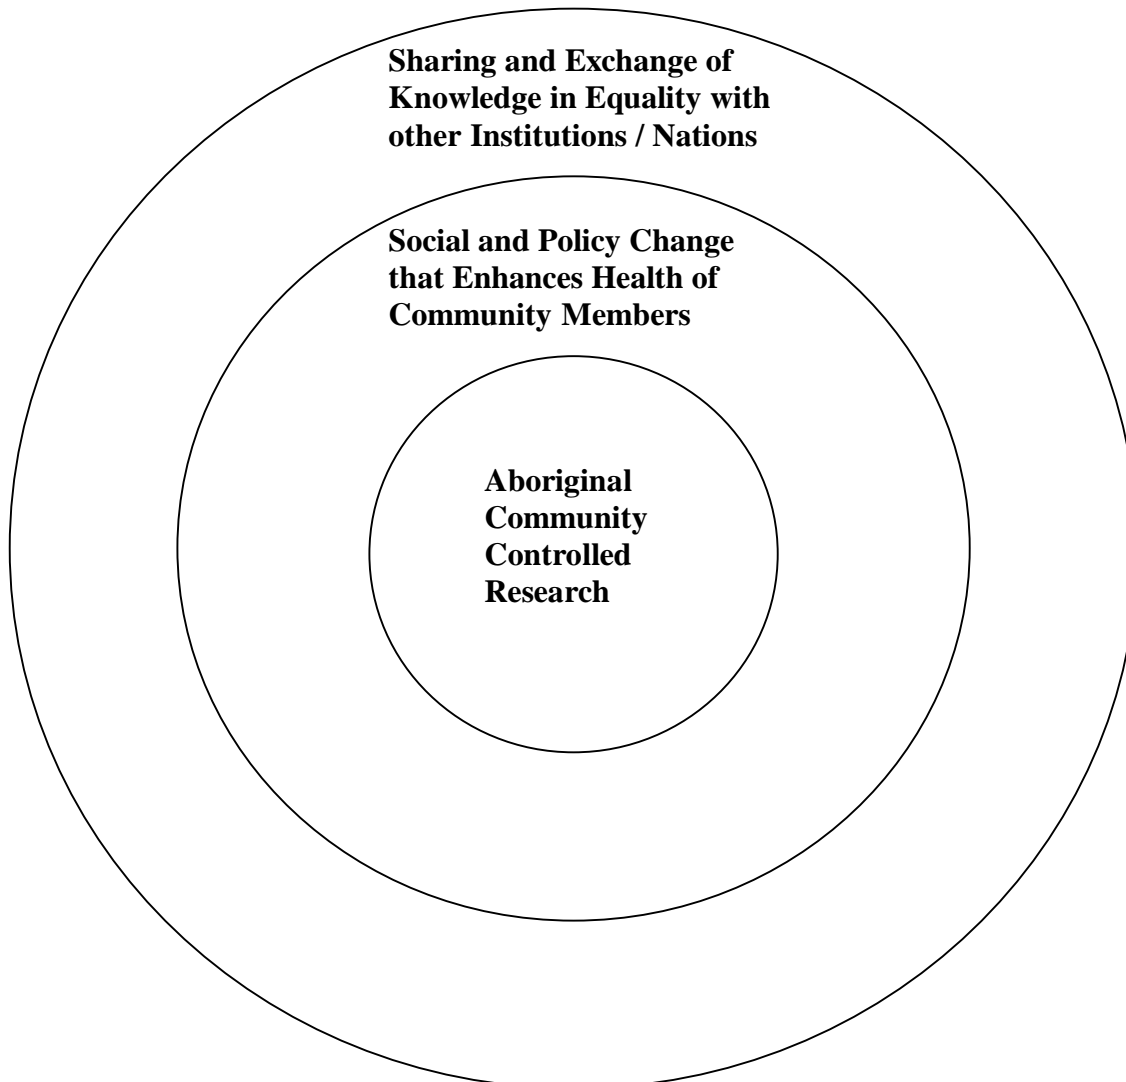 Sharing and Exchange of
Knowledge in Equality with
other Institutions / Nations
Social and Policy Change
that Enhances Health of
Community Members
Aboriginal
Community
Controlled
Research